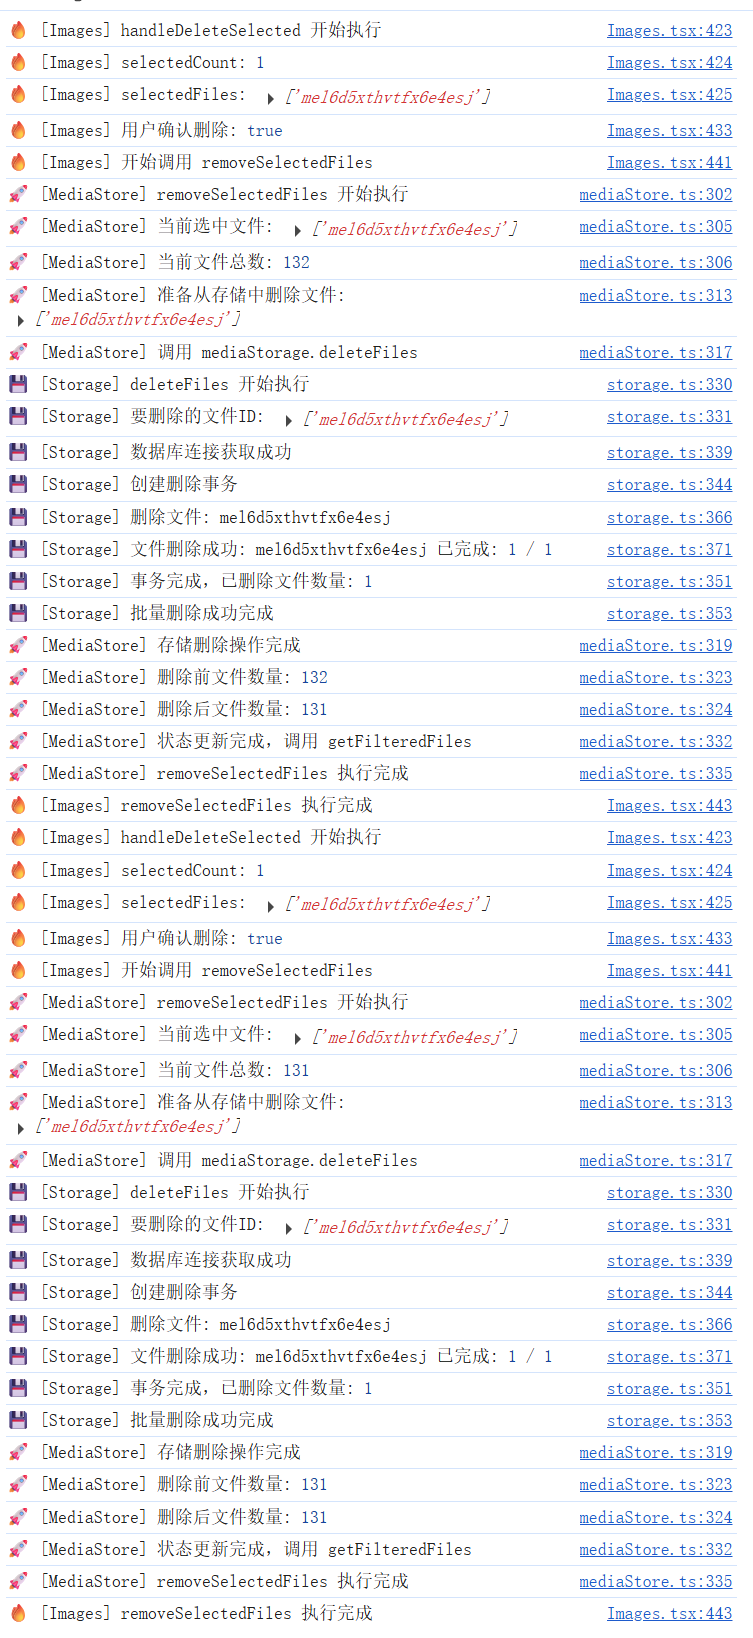 🔥 [Images] handleDeleteSelected 开始执行 Images.tsx:423
🔥 [Images] selectedCount: 1 Images.tsx:424
🔥 [Images] selectedFiles: ▶ ['mel6d5xthvtfx6e4esj'] Images.tsx:425
🔥 [Images] 用户确认删除: true Images.tsx:433
🔥 [Images] 开始调用 removeSelectedFiles Images.tsx:441
🚀 [MediaStore] removeSelectedFiles 开始执行 mediaStore.ts:302
🚀 [MediaStore] 当前选中文件: ▶ ['mel6d5xthvtfx6e4esj'] mediaStore.ts:305
🚀 [MediaStore] 当前文件总数: 132 mediaStore.ts:306
🚀 [MediaStore] 准备从存储中删除文件: mediaStore.ts:313
▶ ['mel6d5xthvtfx6e4esj']
🚀 [MediaStore] 调用 mediaStorage.deleteFiles mediaStore.ts:317
💾 [Storage] deleteFiles 开始执行 storage.ts:330
💾 [Storage] 要删除的文件ID: ▶ ['mel6d5xthvtfx6e4esj'] storage.ts:331
💾 [Storage] 数据库连接获取成功 storage.ts:339
💾 [Storage] 创建删除事务 storage.ts:344
💾 [Storage] 删除文件: mel6d5xthvtfx6e4esj storage.ts:366
💾 [Storage] 文件删除成功: mel6d5xthvtfx6e4esj 已完成: 1 / 1 storage.ts:371
💾 [Storage] 事务完成，已删除文件数量: 1 storage.ts:351
💾 [Storage] 批量删除成功完成 storage.ts:353
🚀 [MediaStore] 存储删除操作完成 mediaStore.ts:319
🚀 [MediaStore] 删除前文件数量: 132 mediaStore.ts:323
🚀 [MediaStore] 删除后文件数量: 131 mediaStore.ts:324
🚀 [MediaStore] 状态更新完成，调用 getFilteredFiles mediaStore.ts:332
🚀 [MediaStore] removeSelectedFiles 执行完成 mediaStore.ts:335
🔥 [Images] removeSelectedFiles 执行完成 Images.tsx:443
🔥 [Images] handleDeleteSelected 开始执行 Images.tsx:423
🔥 [Images] selectedCount: 1 Images.tsx:424
🔥 [Images] selectedFiles: ▶ ['mel6d5xthvtfx6e4esj'] Images.tsx:425
🔥 [Images] 用户确认删除: true Images.tsx:433
🔥 [Images] 开始调用 removeSelectedFiles Images.tsx:441
🚀 [MediaStore] removeSelectedFiles 开始执行 mediaStore.ts:302
🚀 [MediaStore] 当前选中文件: ▶ ['mel6d5xthvtfx6e4esj'] mediaStore.ts:305
🚀 [MediaStore] 当前文件总数: 131 mediaStore.ts:306
🚀 [MediaStore] 准备从存储中删除文件: mediaStore.ts:313
▶ ['mel6d5xthvtfx6e4esj']
🚀 [MediaStore] 调用 mediaStorage.deleteFiles mediaStore.ts:317
💾 [Storage] deleteFiles 开始执行 storage.ts:330
💾 [Storage] 要删除的文件ID: ▶ ['mel6d5xthvtfx6e4esj'] storage.ts:331
💾 [Storage] 数据库连接获取成功 storage.ts:339
💾 [Storage] 创建删除事务 storage.ts:344
💾 [Storage] 删除文件: mel6d5xthvtfx6e4esj storage.ts:366
💾 [Storage] 文件删除成功: mel6d5xthvtfx6e4esj 已完成: 1 / 1 storage.ts:371
💾 [Storage] 事务完成，已删除文件数量: 1 storage.ts:351
💾 [Storage] 批量删除成功完成 storage.ts:353
🚀 [MediaStore] 存储删除操作完成 mediaStore.ts:319
🚀 [MediaStore] 删除前文件数量: 131 mediaStore.ts:323
🚀 [MediaStore] 删除后文件数量: 131 mediaStore.ts:324
🚀 [MediaStore] 状态更新完成，调用 getFilteredFiles mediaStore.ts:332
🚀 [MediaStore] removeSelectedFiles 执行完成 mediaStore.ts:335
🔥 [Images] removeSelectedFiles 执行完成 Images.tsx:443